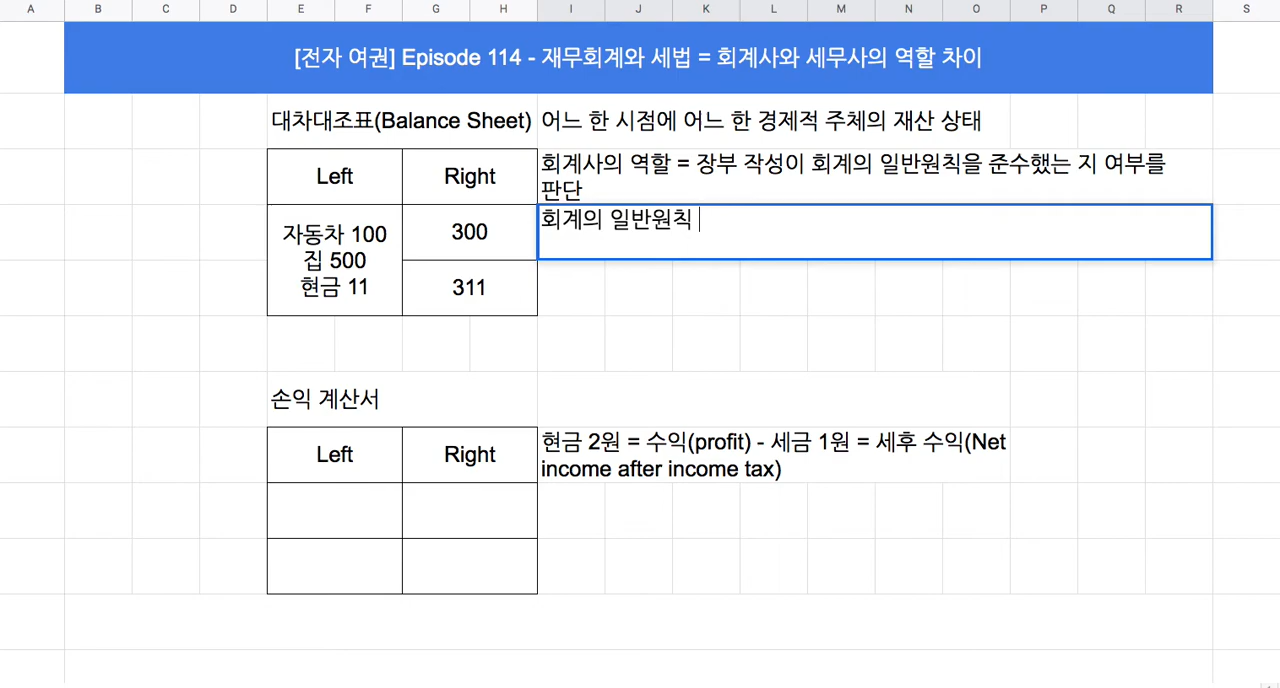 A B C D E F G H I J K L M N O P Q R S
[전자 여권] Episode 114 - 재무회계와 세법 = 회계사와 세무사의 역할 차이
대차대조표(Balance Sheet) 어느 한 시점에 어느 한 경제적 주체의 재산 상태
Left Right 회계사의 역할 = 장부 작성이 회계의 일반원칙을 준수했는 지 여부를
판단
회계의 일반원칙
자동차 100
집 500
현금 11
300
311
손익 계산서
Left Right
현금 2원 = 수익(profit) - 세금 1원 = 세후 수익(Net
income after income tax)